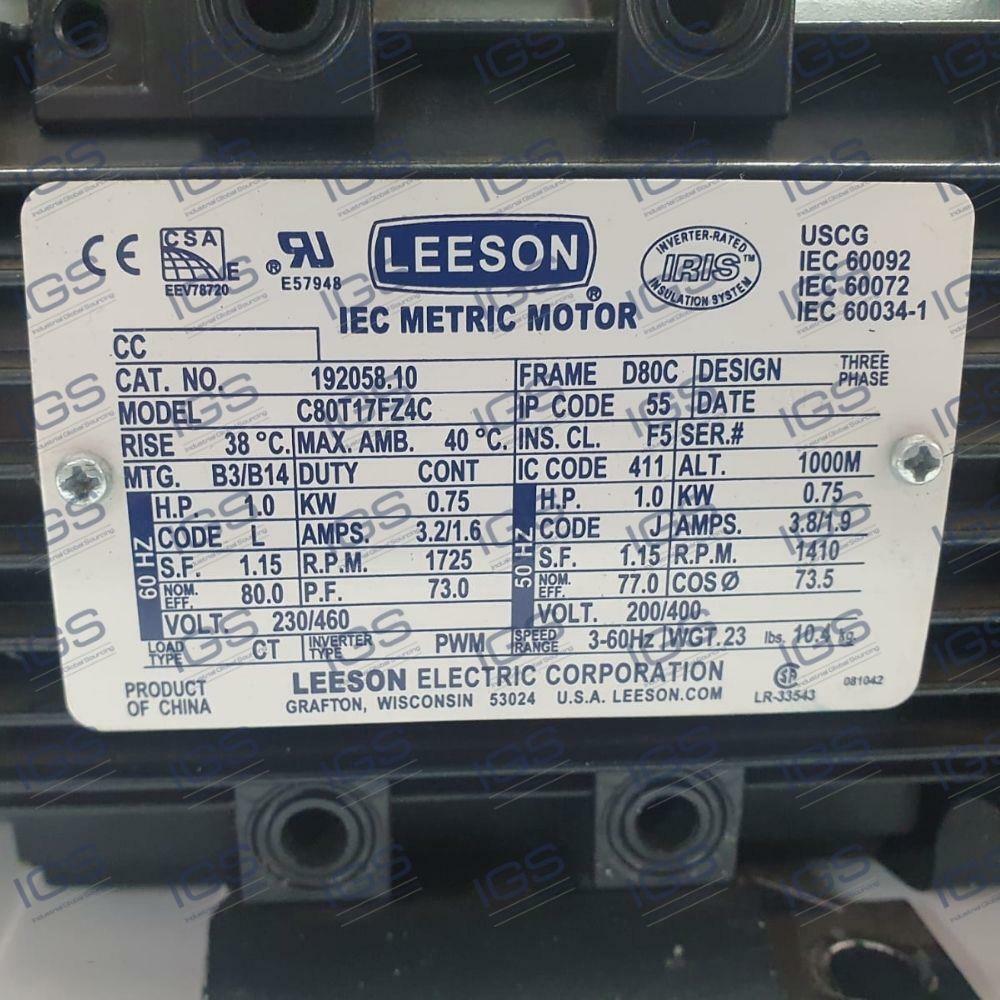 CE
CSA
E
EEV78720
® RU
E57948
LEESON®
IEC METRIC MOTOR
INVERTER-RATED
IRIS™
INSULATION SYSTEM
USCG
IEC 60092
IEC 60072
IEC 60034-1
CC
CAT. NO. 192058.10 FRAME D80C DESIGN THREE PHASE
MODEL C80T17FZ4C IP CODE 55 DATE
RISE 38 °C. MAX. AMB. 40 °C. INS. CL. F5 SER.#
MTG. B3/B14 DUTY CONT IC CODE 411 ALT. 1000M
60 HZ
H.P. 1.0 KW 0.75
CODE L AMPS. 3.2/1.6
S.F. 1.15 R.P.M. 1725
NOM. EFF. 80.0 P.F. 73.0
VOLT. 230/460
50 HZ
H.P. 1.0 KW 0.75
CODE J AMPS. 3.8/1.9
S.F. 1.15 R.P.M. 1410
NOM. EFF. 77.0 COS Ø 73.5
VOLT. 200/400
LOAD TYPE CT INVERTER TYPE PWM SPEED RANGE 3-60Hz WGT. 23 lbs. 10.4 kg
PRODUCT
OF CHINA
LEESON ELECTRIC CORPORATION
GRAFTON, WISCONSIN 53024 U.S.A. LEESON.COM
SA
LR-33543
081042
IGS
Industrial Global Sourcing